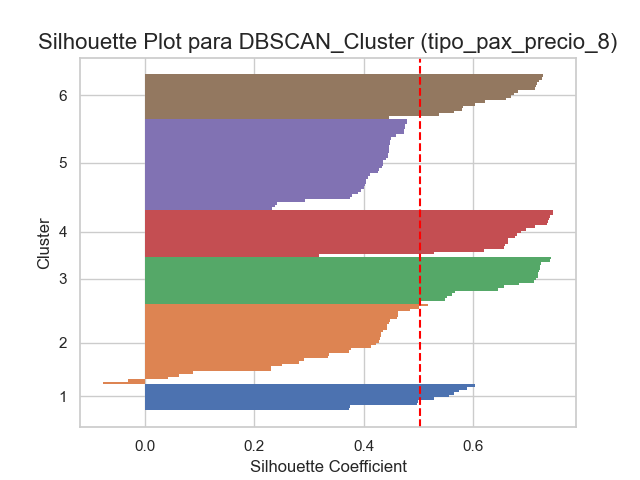 Silhouette Plot para DBSCAN_Cluster (tipo_pax_precio_8)
6
5
4
3
2
1
Cluster
0.0 0.2 0.4 0.6
Silhouette Coefficient